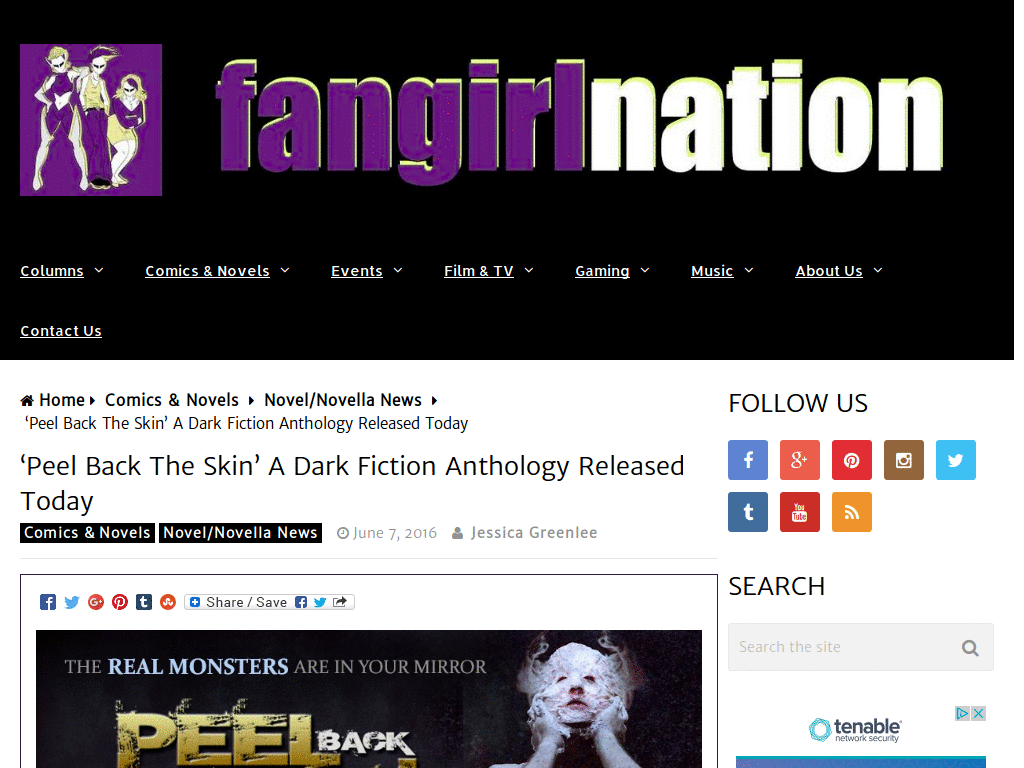 fangirlnation
Columns
Comics & Novels
Events
Film & TV
Gaming
Music
About Us
Contact Us
Home
Comics & Novels
Novel/Novella News
‘Peel Back The Skin’ A Dark Fiction Anthology Released Today
‘Peel Back The Skin’ A Dark Fiction Anthology Released
Today
Comics & Novels
Novel/Novella News
June 7, 2016
Jessica Greenlee
Share / Save
THE REAL MONSTERS ARE IN YOUR MIRROR
PEEL BACK
FOLLOW US
f
g+
t
You
Tube
SEARCH
Search the site
tenable
network security